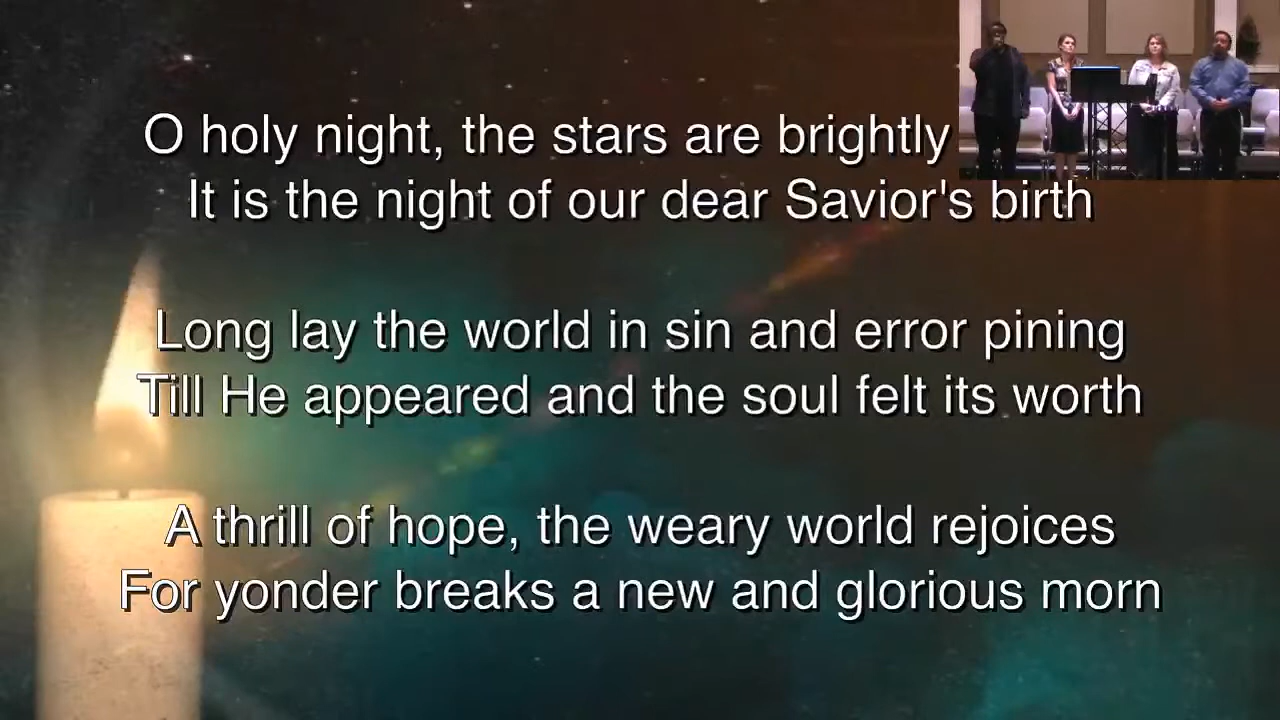 O holy night, the stars are brightly
It is the night of our dear Savior's birth
Long lay the world in sin and error pining
Till He appeared and the soul felt its worth
A thrill of hope, the weary world rejoices
For yonder breaks a new and glorious morn